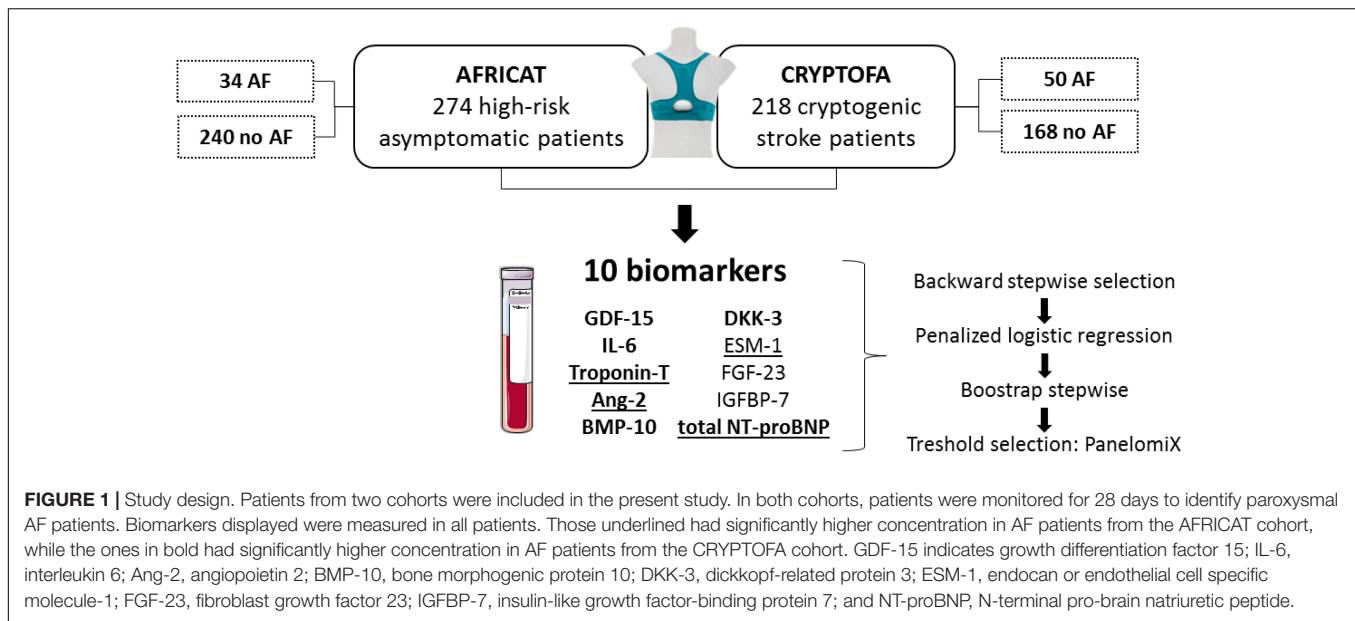 34 AF
240 no AF
AFRICAT
274 high-risk
asymptomatic patients
CRYPTOFA
218 cryptogenic
stroke patients
50 AF
168 no AF
10 biomarkers
GDF-15
IL-6
Troponin-T
Ang-2
BMP-10
DKK-3
ESM-1
FGF-23
IGFBP-7
total NT-proBNP
Backward stepwise selection
Penalized logistic regression
Boostrap stepwise
Treshold selection: PanelomiX
FIGURE 1 | Study design. Patients from two cohorts were included in the present study. In both cohorts, patients were monitored for 28 days to identify paroxysmal
AF patients. Biomarkers displayed were measured in all patients. Those underlined had significantly higher concentration in AF patients from the AFRICAT cohort,
while the ones in bold had significantly higher concentration in AF patients from the CRYPTOFA cohort. GDF-15 indicates growth differentiation factor 15; IL-6,
interleukin 6; Ang-2, angiopoietin 2; BMP-10, bone morphogenic protein 10; DKK-3, dickkopf-related protein 3; ESM-1, endocan or endothelial cell specific
molecule-1; FGF-23, fibroblast growth factor 23; IGFBP-7, insulin-like growth factor-binding protein 7; and NT-proBNP, N-terminal pro-brain natriuretic peptide.